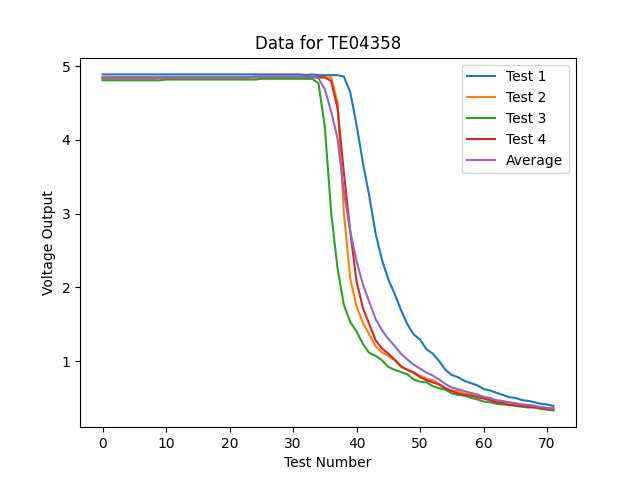 Data for TE04358
Voltage Output
5
4
3
2
1
0 10 20 30 40 50 60 70
Test Number
Test 1
Test 2
Test 3
Test 4
Average